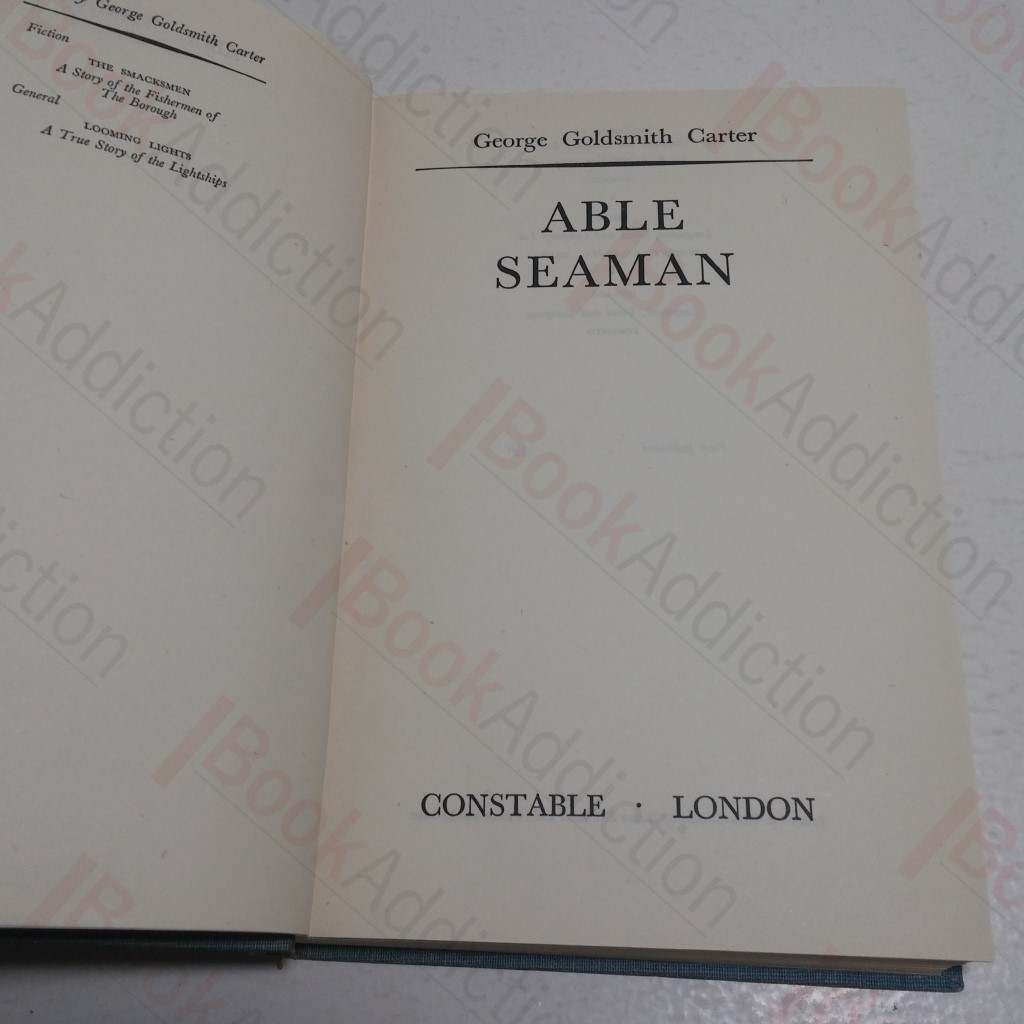 y George Goldsmith Carter
Fiction
THE SMACKSMEN
A Story of the Fishermen of
The Borough
General
LOOMING LIGHTS
A True Story of the Lightships
George Goldsmith Carter
ABLE
SEAMAN
CONSTABLE · LONDON
BookAddiction